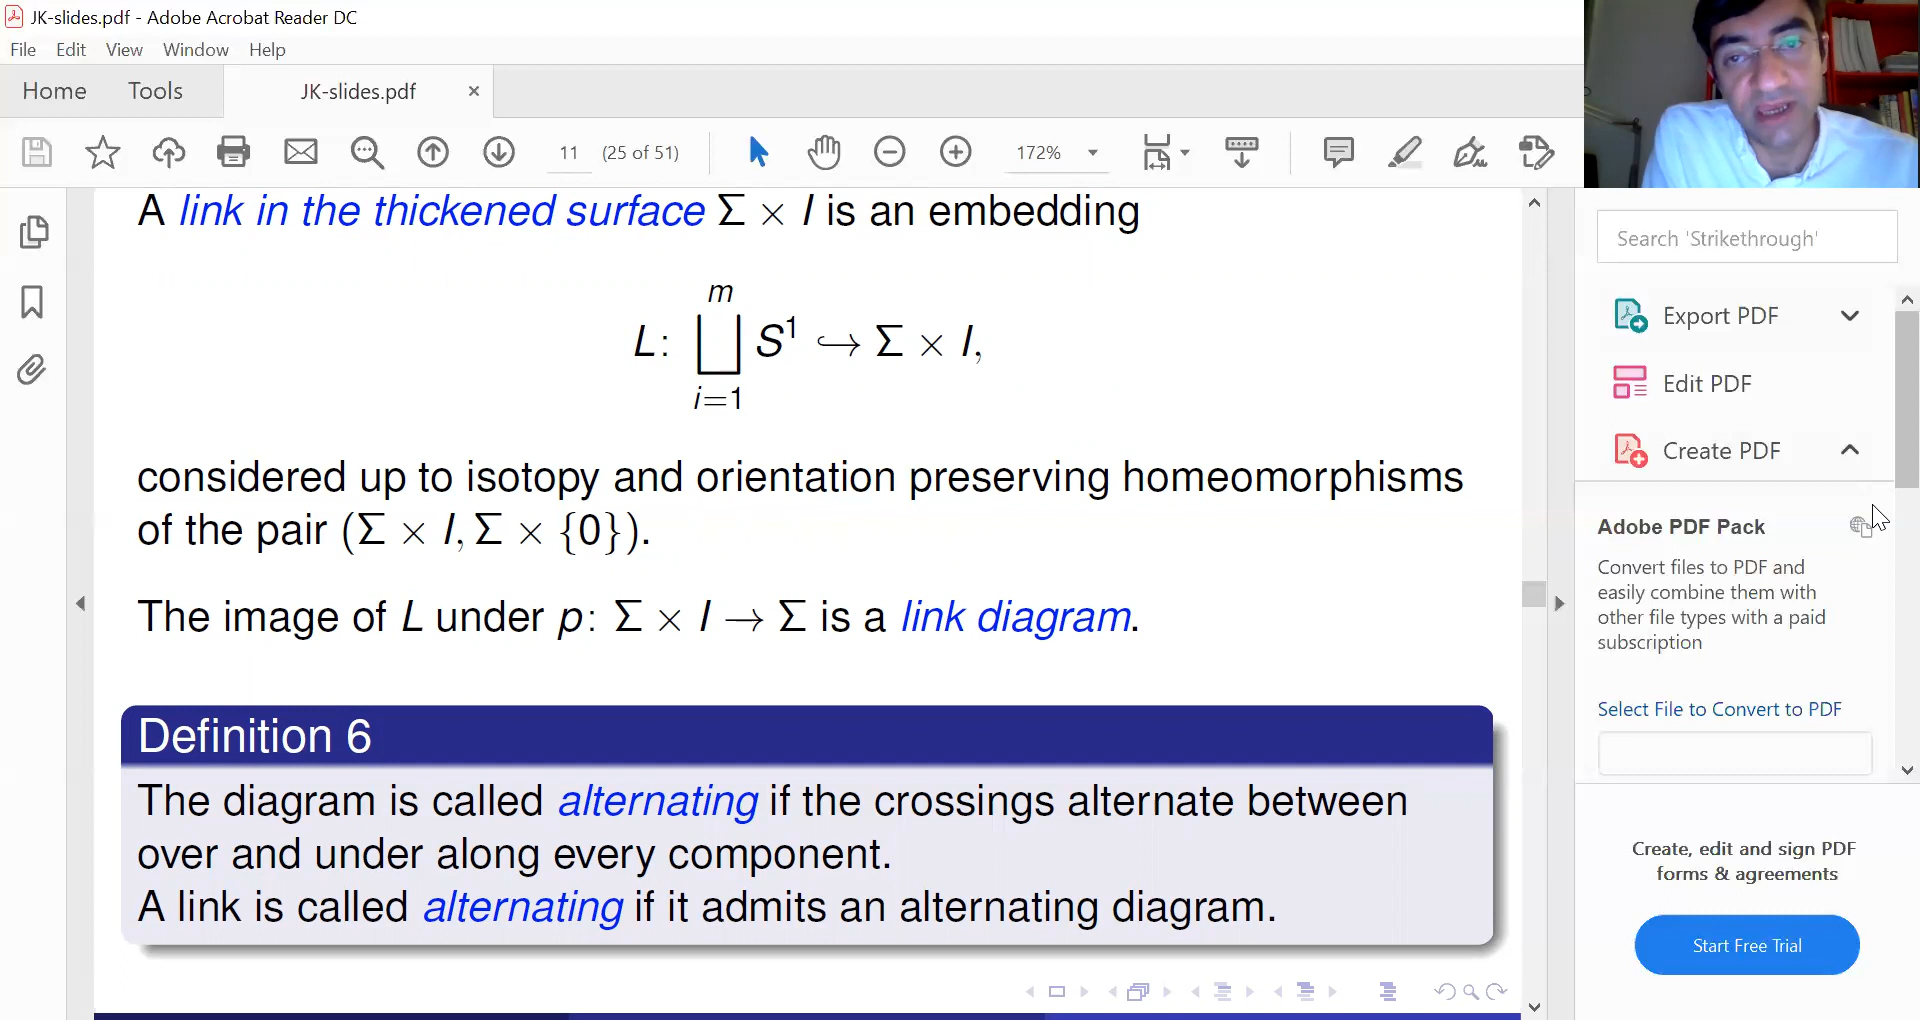 JK-slides.pdf - Adobe Acrobat Reader DC
File Edit View Window Help
Home Tools JK-slides.pdf ×
11 (25 of 51) 172%
A link in the thickened surface Σ × I is an embedding
m
L: ⨆ S¹ ↪ Σ × I,
i=1
considered up to isotopy and orientation preserving homeomorphisms
of the pair (Σ × I, Σ × {0}).
The image of L under p: Σ × I → Σ is a link diagram.
Definition 6
The diagram is called alternating if the crossings alternate between
over and under along every component.
A link is called alternating if it admits an alternating diagram.
Search 'Strikethrough'
Export PDF
Edit PDF
Create PDF
Adobe PDF Pack
Convert files to PDF and
easily combine them with
other file types with a paid
subscription
Select File to Convert to PDF
Create, edit and sign PDF
forms & agreements
Start Free Trial